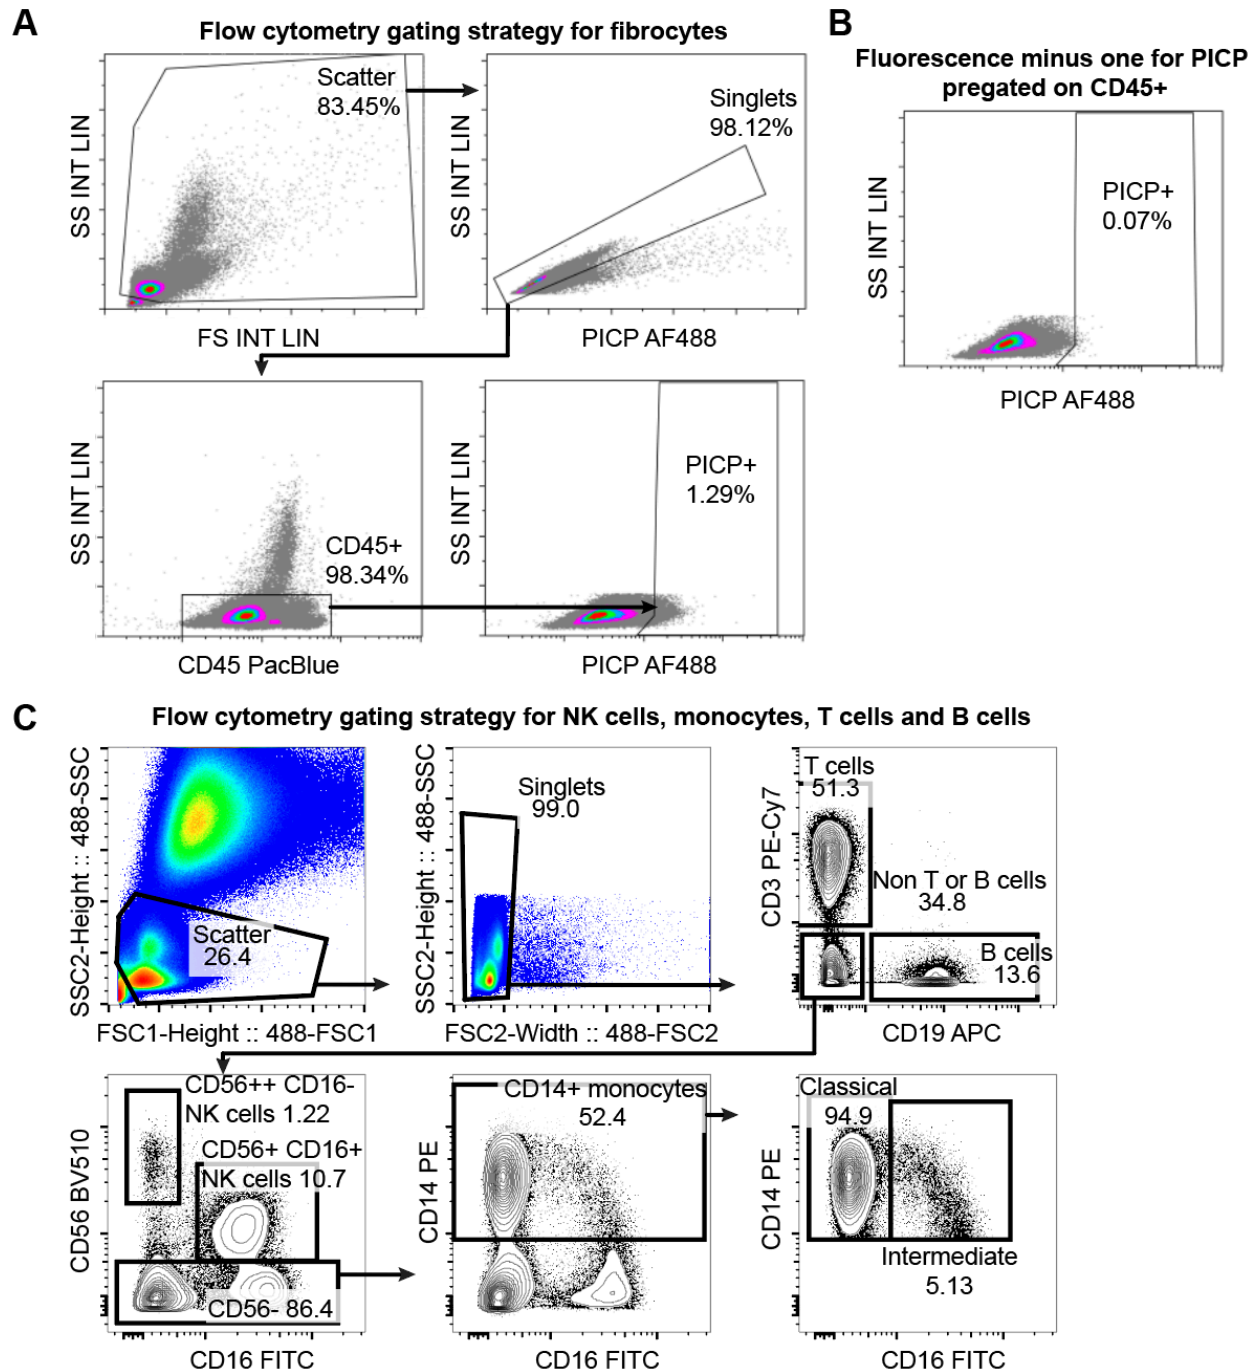 A
Flow cytometry gating strategy for fibrocytes
Scatter
83.45%
SS INT LIN
FS INT LIN
Singlets
98.12%
SS INT LIN
PICP AF488
CD45+
98.34%
SS INT LIN
CD45 PacBlue
PICP+
1.29%
SS INT LIN
PICP AF488
B
Fluorescence minus one for PICP
pregated on CD45+
PICP+
0.07%
SS INT LIN
PICP AF488
C
Flow cytometry gating strategy for NK cells, monocytes, T cells and B cells
SSC2-Height :: 488-SSC
Scatter
26.4
FSC1-Height :: 488-FSC1
SSC2-Height :: 488-SSC
Singlets
99.0
FSC2-Width :: 488-FSC2
CD3 PE-Cy7
T cells
51.3
Non T or B cells
34.8
B cells
13.6
CD19 APC
CD56 BV510
CD56++ CD16-
NK cells 1.22
CD56+ CD16+
NK cells 10.7
CD56- 86.4
CD16 FITC
CD14 PE
CD14+ monocytes
52.4
CD16 FITC
CD14 PE
Classical
94.9
Intermediate
5.13
CD16 FITC